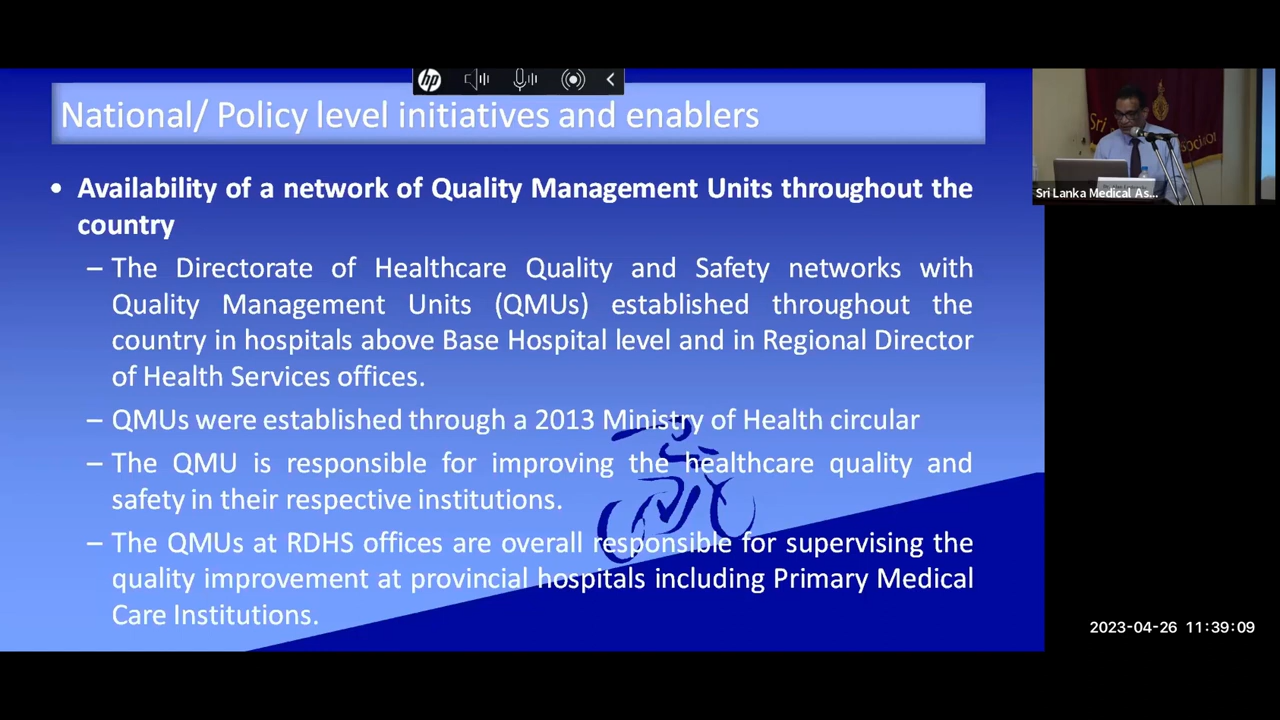 hp
National/ Policy level initiatives and enablers
• Availability of a network of Quality Management Units throughout the
country
– The Directorate of Healthcare Quality and Safety networks with
Quality Management Units (QMUs) established throughout the
country in hospitals above Base Hospital level and in Regional Director
of Health Services offices.
– QMUs were established through a 2013 Ministry of Health circular
– The QMU is responsible for improving the healthcare quality and
safety in their respective institutions.
– The QMUs at RDHS offices are overall responsible for supervising the
quality improvement at provincial hospitals including Primary Medical
Care Institutions.
Sri
Sri Lanka Medical As...
2023-04-26 11:39:09